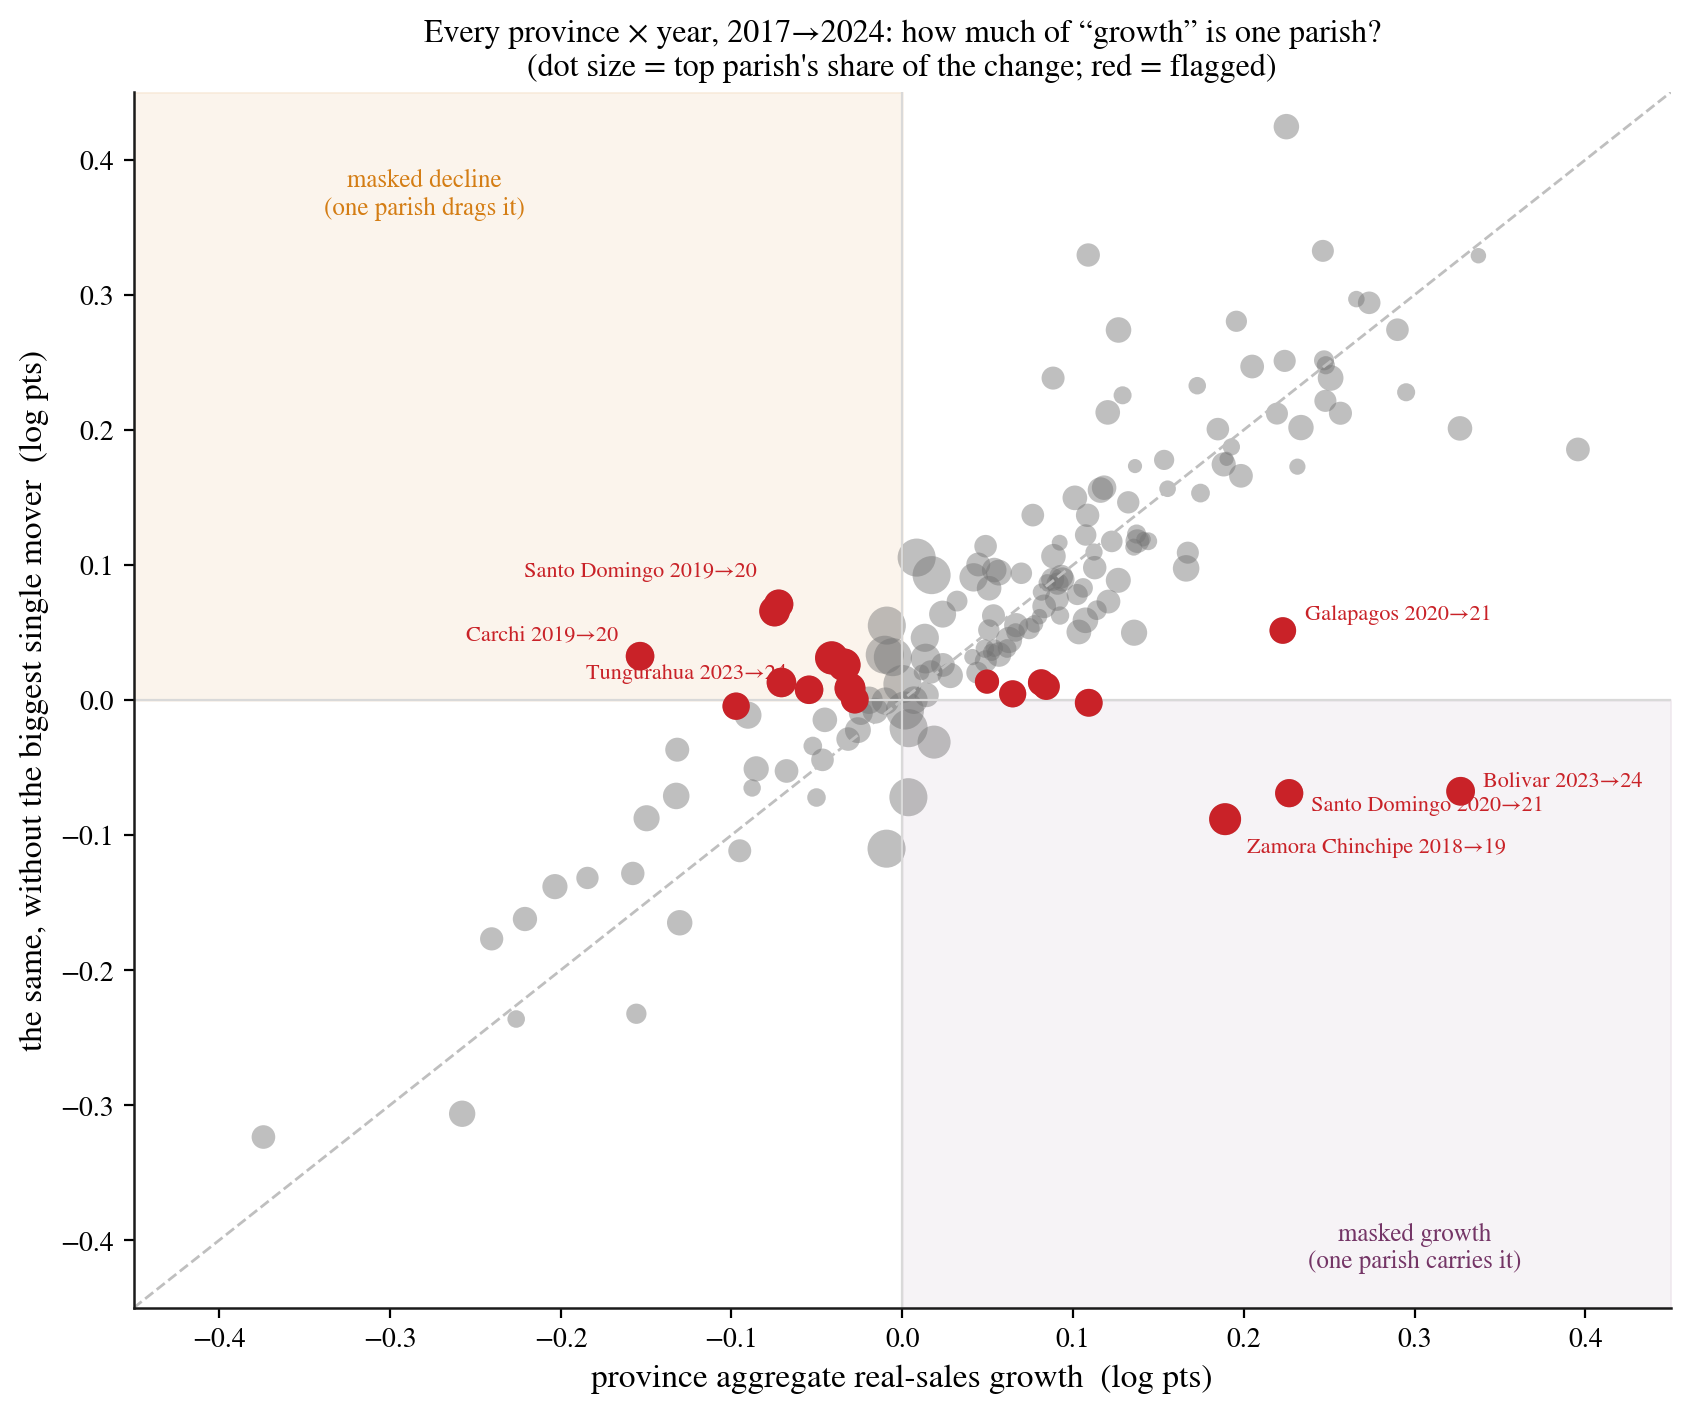 Every province × year, 2017→2024: how much of “growth” is one parish?
(dot size = top parish's share of the change; red = flagged)
masked decline
(one parish drags it)
Santo Domingo 2019→20
Carchi 2019→20
Tungurahua 2023→24
Galapagos 2020→21
Bolivar 2023→24
Santo Domingo 2020→21
Zamora Chinchipe 2018→19
masked growth
(one parish carries it)
the same, without the biggest single mover (log pts)
0.4
0.3
0.2
0.1
0.0
−0.1
−0.2
−0.3
−0.4
−0.4
−0.3
−0.2
−0.1
0.0
0.1
0.2
0.3
0.4
province aggregate real-sales growth (log pts)